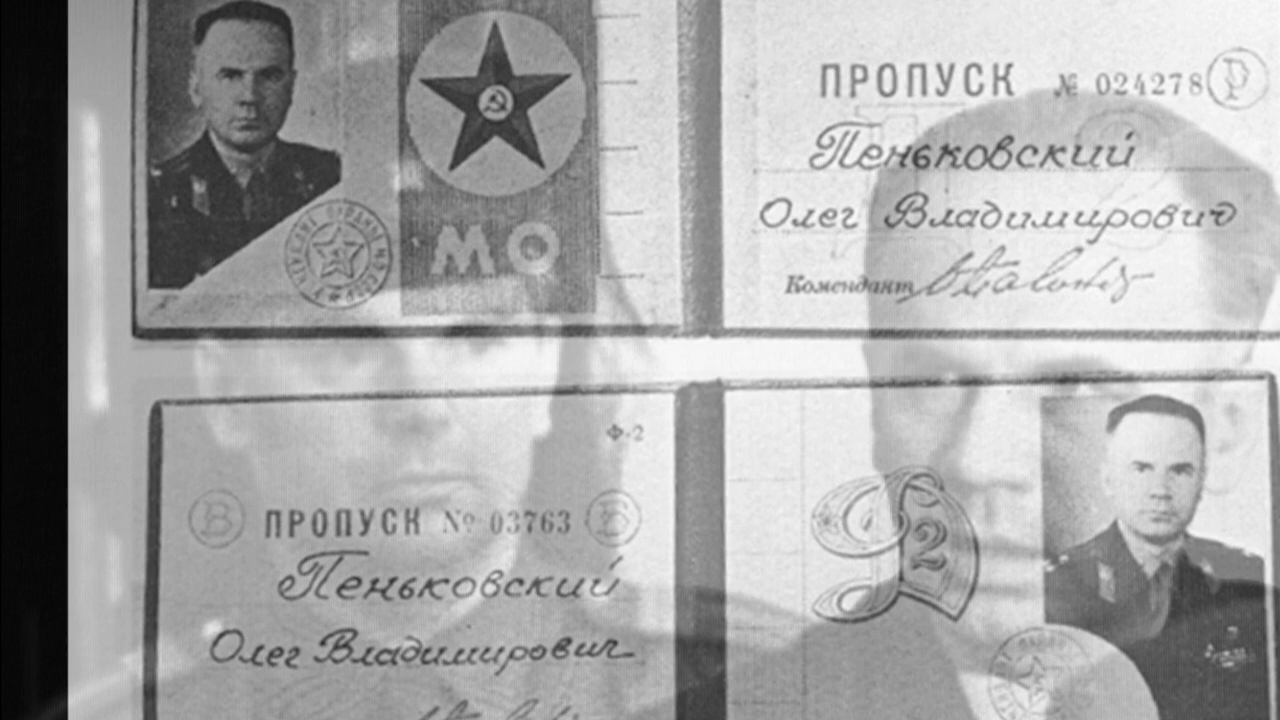 МО
ПРОПУСК № 024278 Р
Пеньковский
Олег Владимирович
Комендант
Ф-2
В ПРОПУСК № 03763 Б
Пеньковский
Олег Владимирович
Д 2